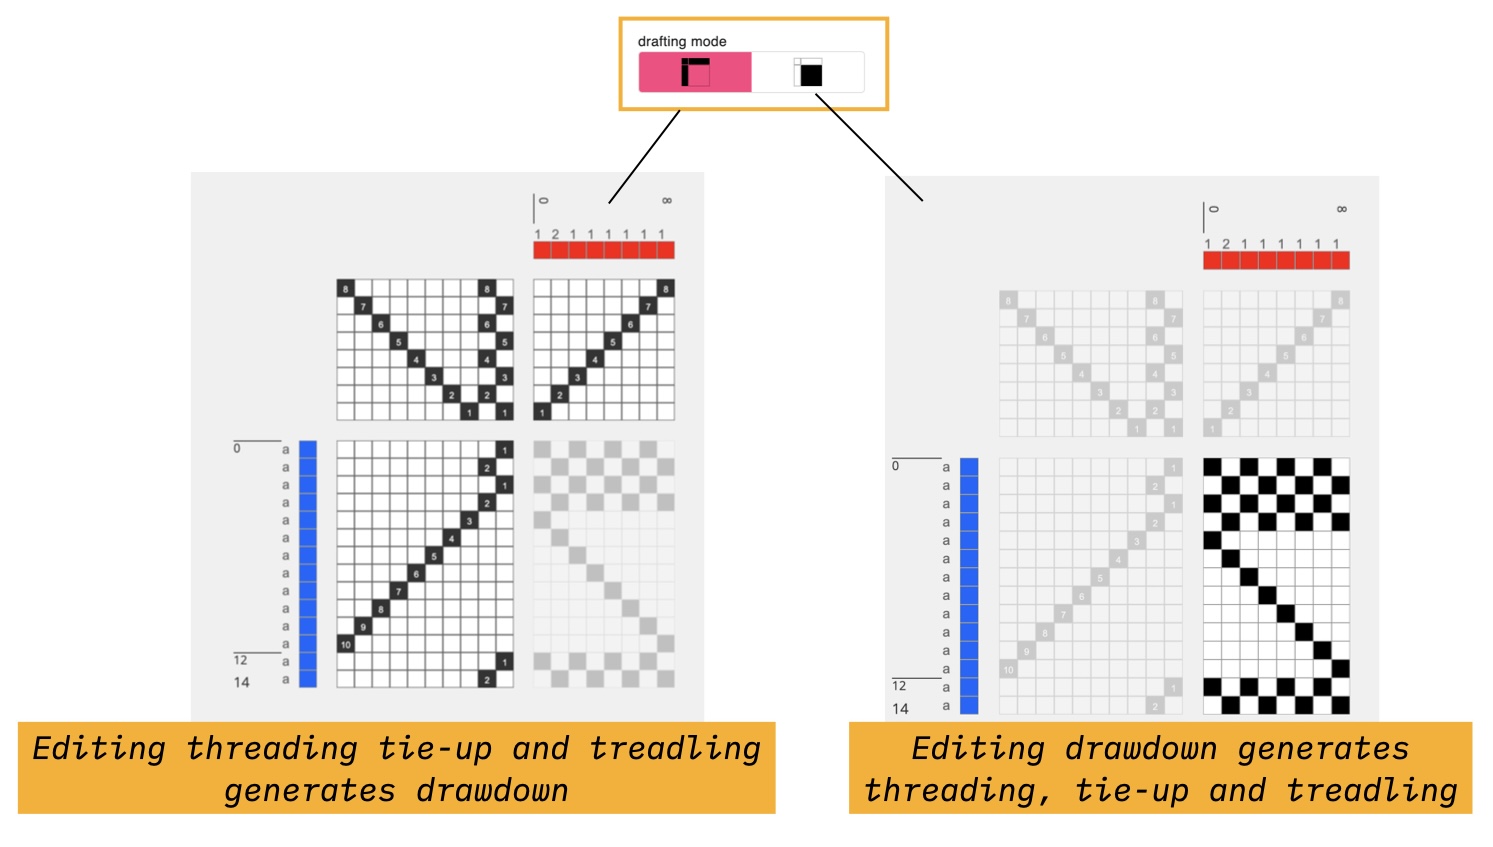 drafting mode
0 8
1 2 1 1 1 1 1 1
8 8 8
7 7 7
6 6 6
5 5 5
4 4 4
3 3 3
2 2 2
1 1 1
0 a 1
a 2
a 1
a 2
a 3
a 4
a 5
a 6
a 7
a 8
a 9
a 10
12 a 1
14 a 2
Editing threading tie-up and treadling
generates drawdown
0 8
1 2 1 1 1 1 1 1
8 8 8
7 7 7
6 6 6
5 5 5
4 4 4
3 3 3
2 2 2
1 1 1
0 a 1
a 2
a 1
a 2
a 3
a 4
a 5
a 6
a 7
a 8
a 9
a 10
12 a 1
14 a 2
Editing drawdown generates
threading, tie-up and treadling